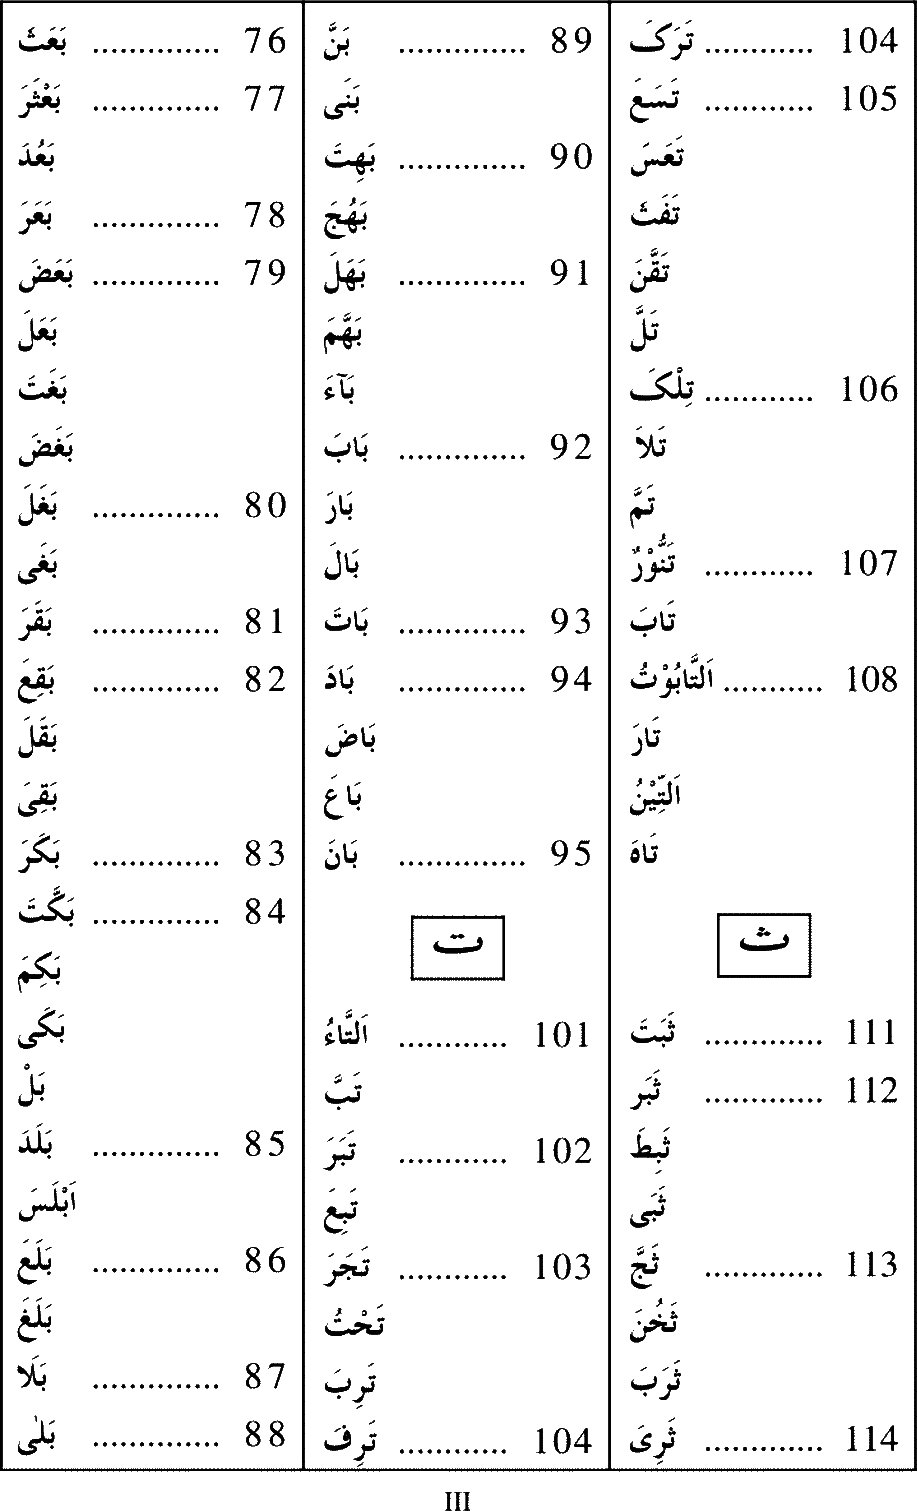 بَعَثَ .............. 76
بَعْثَرَ .............. 77
بَعُدَ
بَعَرَ .............. 78
بَعَضَ .............. 79
بَعَلَ
بَغَتَ
بَغَضَ
بَغَلَ .............. 80
بَغَى
بَقَرَ .............. 81
بَقِعَ .............. 82
بَقَلَ
بَقِىَ
بَكَرَ .............. 83
بَكَّتَ .............. 84
بَكِمَ
بَكَى
بَلْ
بَلَدَ .............. 85
اَبْلَسَ
بَلَعَ .............. 86
بَلَغَ
بَلَا .............. 87
بَلٰى .............. 88
بَنَّ .............. 89
بَنَى
بَهِتَ .............. 90
بَهُجَ
بَهَلَ .............. 91
بَهَّمَ
بَآءَ
بَابَ .............. 92
بَارَ
بَالَ
بَاتَ .............. 93
بَادَ .............. 94
بَاضَ
بَاعَ
بَانَ .............. 95
ت
اَلتَّاءُ ............ 101
تَبَّ
تَبَرَ ............ 102
تَبِعَ
تَجَرَ ............ 103
تَحْتُ
تَرِبَ
تَرِفَ ............ 104
تَرَكَ ............ 104
تَسَعَ ............ 105
تَعَسَ
تَفَثَ
تَقَّنَ
تَلَّ
تِلْكَ ............ 106
تَلاَ
تَمَّ
تَنُّوْرٌ ............ 107
تَابَ
اَلتَّابُوْتُ ........... 108
تَارَ
اَلتِّيْنُ
تَاهَ
ث
ثَبَتَ ............. 111
ثَبَر ............. 112
ثَبِطَ
ثَبَى
ثَجَّ ............. 113
ثَخُنَ
ثَرَبَ
ثَرِىَ ............. 114
III